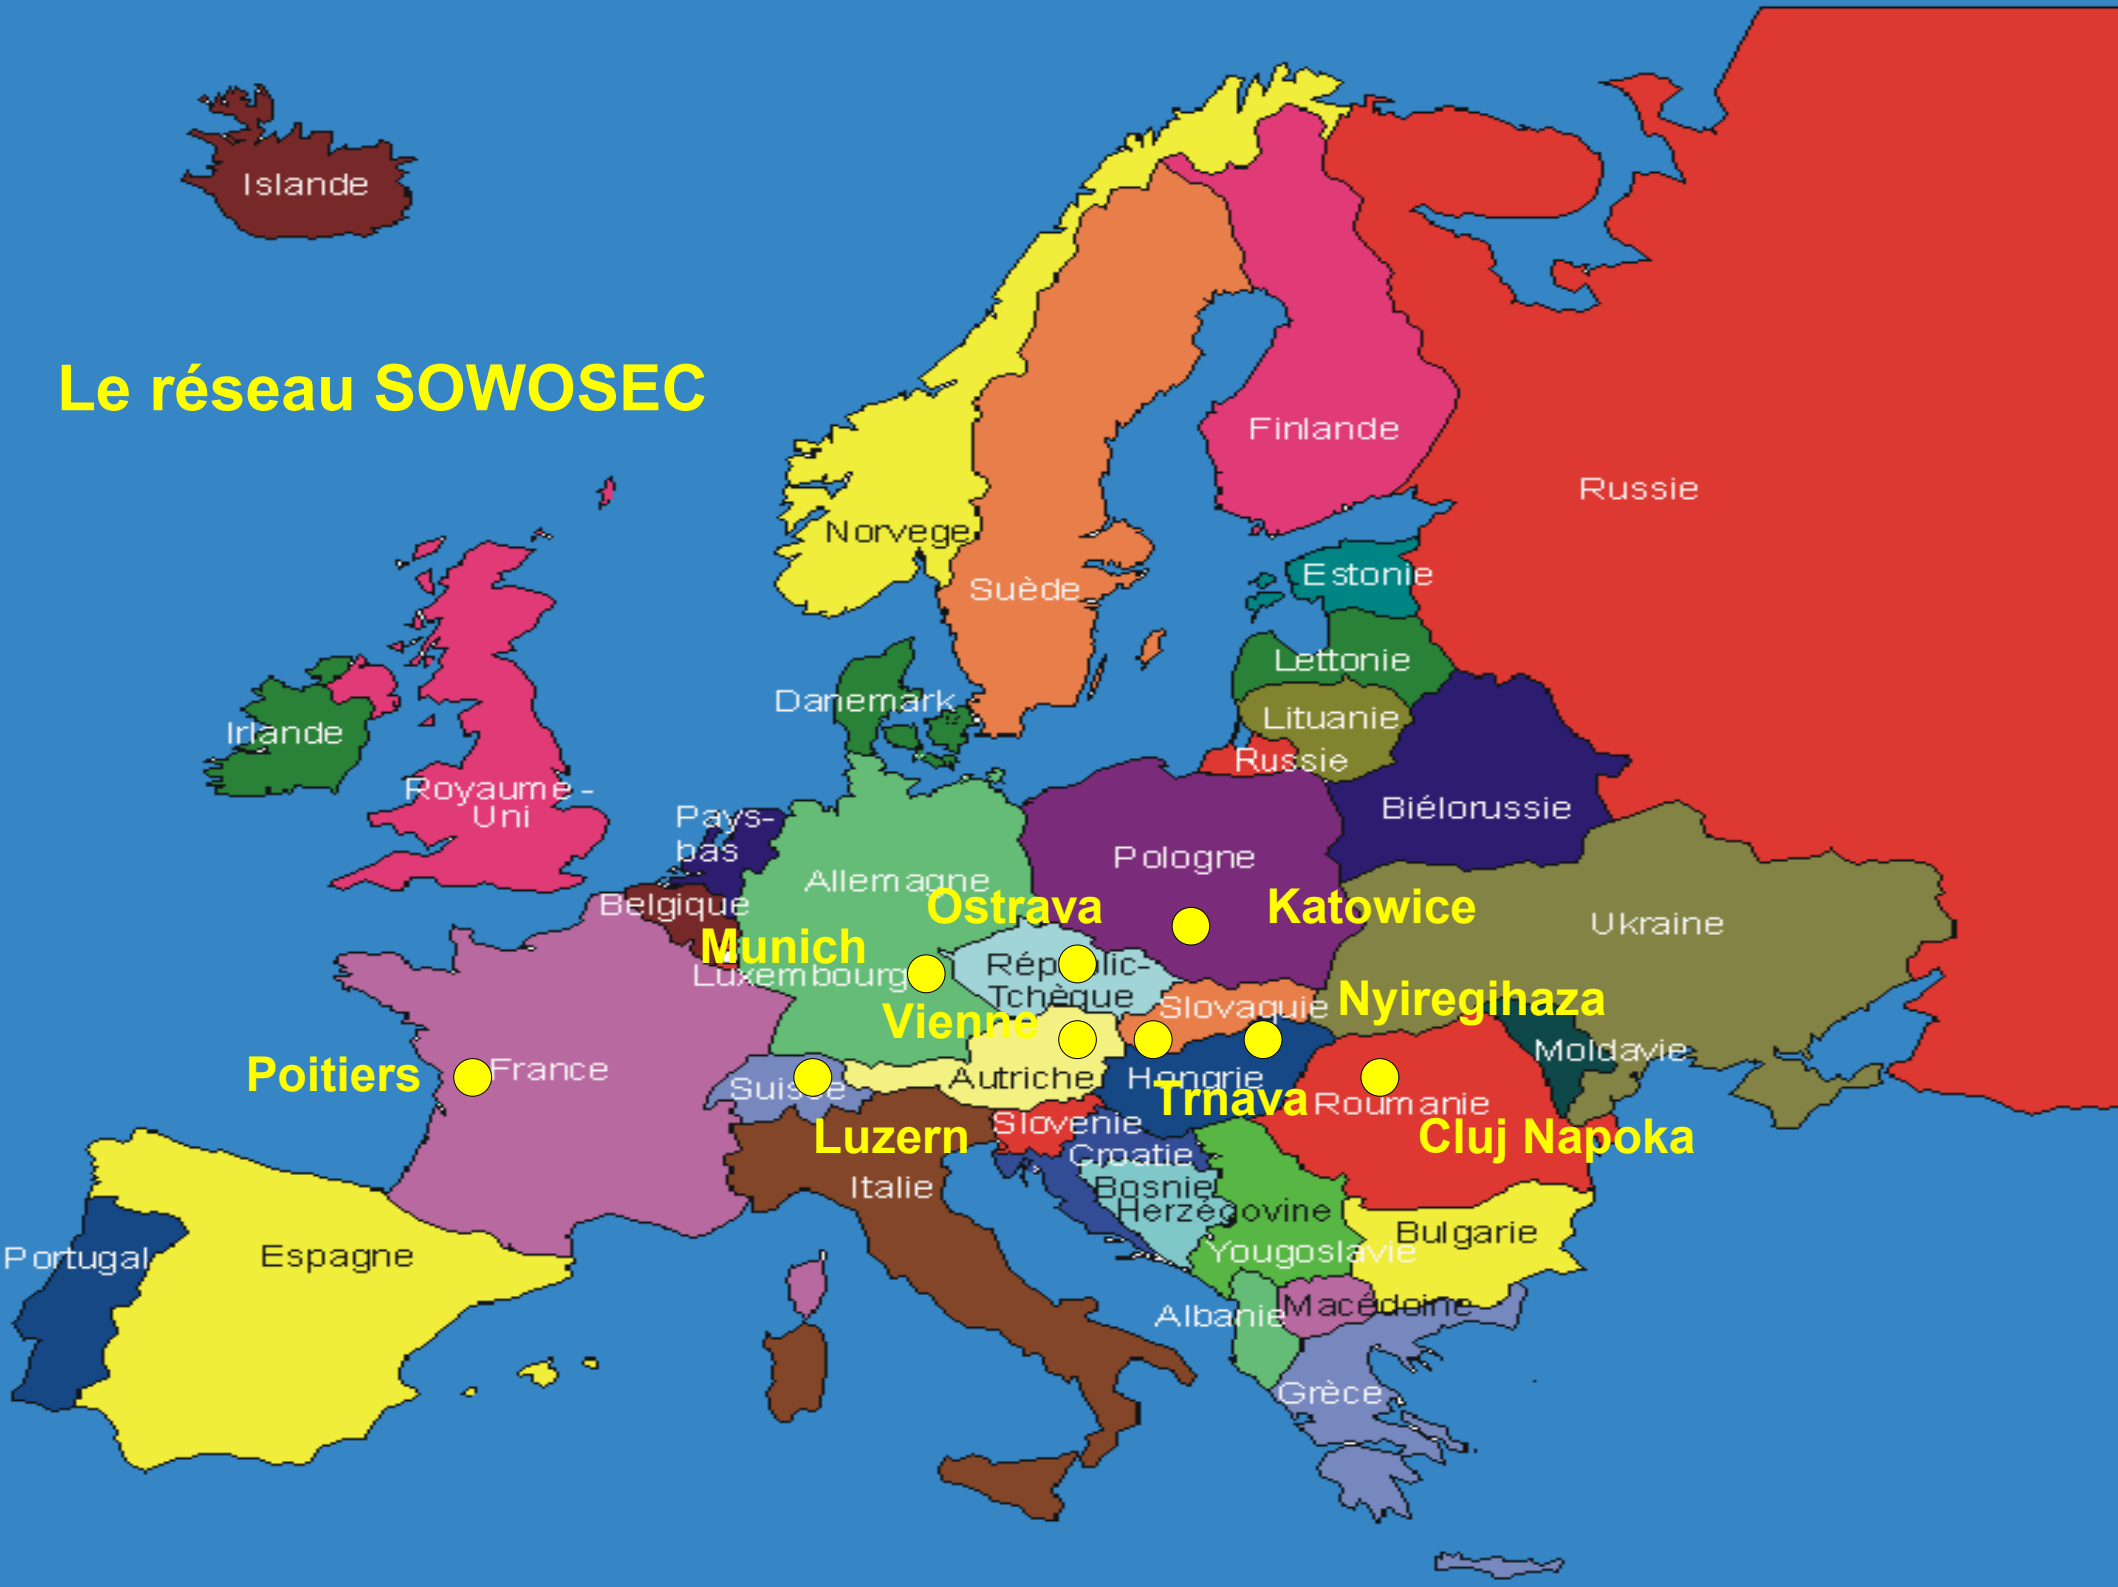 Islande
Le réseau SOWOSEC
Finlande
Russie
Norvege
Suède
Estonie
Lettonie
Danemark
Lituanie
Irlande
Russie
Royaume-
Uni
Pays-
bas
Biélorussie
Pologne
Allemagne
Belgique
Ostrava
Katowice
Ukraine
Munich
Luxembourg
Républic-
Tchèque
Slovaquie
Nyiregihaza
Vienne
Moldavie
Poitiers
France
Suisse
Autriche
Hongrie
Trnava
Roumanie
Slovenie
Luzern
Cluj Napoka
Croatie
Italie
Bosnie
Herzégovine
Bulgarie
Portugal
Espagne
Yougoslavie
Albanie
Macédoine
Grèce